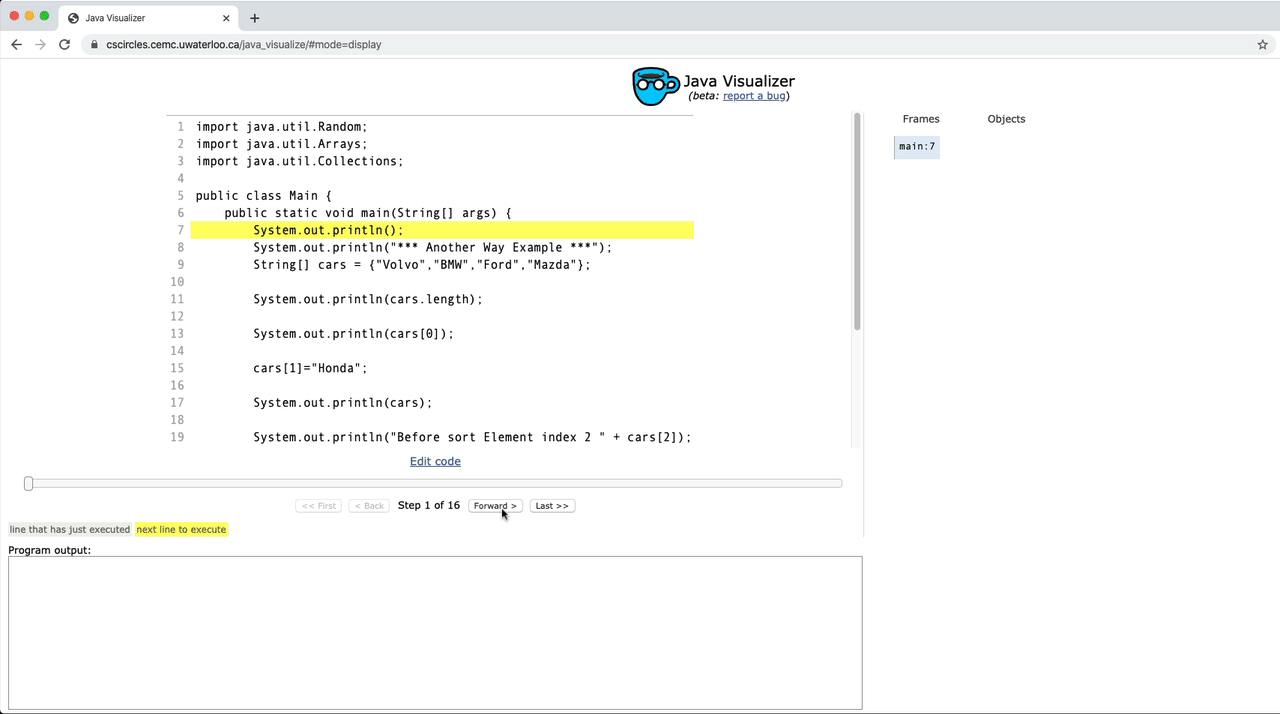 Java Visualizer
cscircles.cemc.uwaterloo.ca/java_visualize/#mode=display
Java Visualizer
(beta: report a bug)
1 import java.util.Random;
2 import java.util.Arrays;
3 import java.util.Collections;
4
5 public class Main {
6     public static void main(String[] args) {
7         System.out.println();
8         System.out.println("*** Another Way Example ***");
9         String[] cars = {"Volvo","BMW","Ford","Mazda"};
10
11         System.out.println(cars.length);
12
13         System.out.println(cars[0]);
14
15         cars[1]="Honda";
16
17         System.out.println(cars);
18
19         System.out.println("Before sort Element index 2 " + cars[2]);
Edit code
<< First < Back Step 1 of 16 Forward > Last >>
line that has just executed next line to execute
Program output:
Frames Objects
main:7